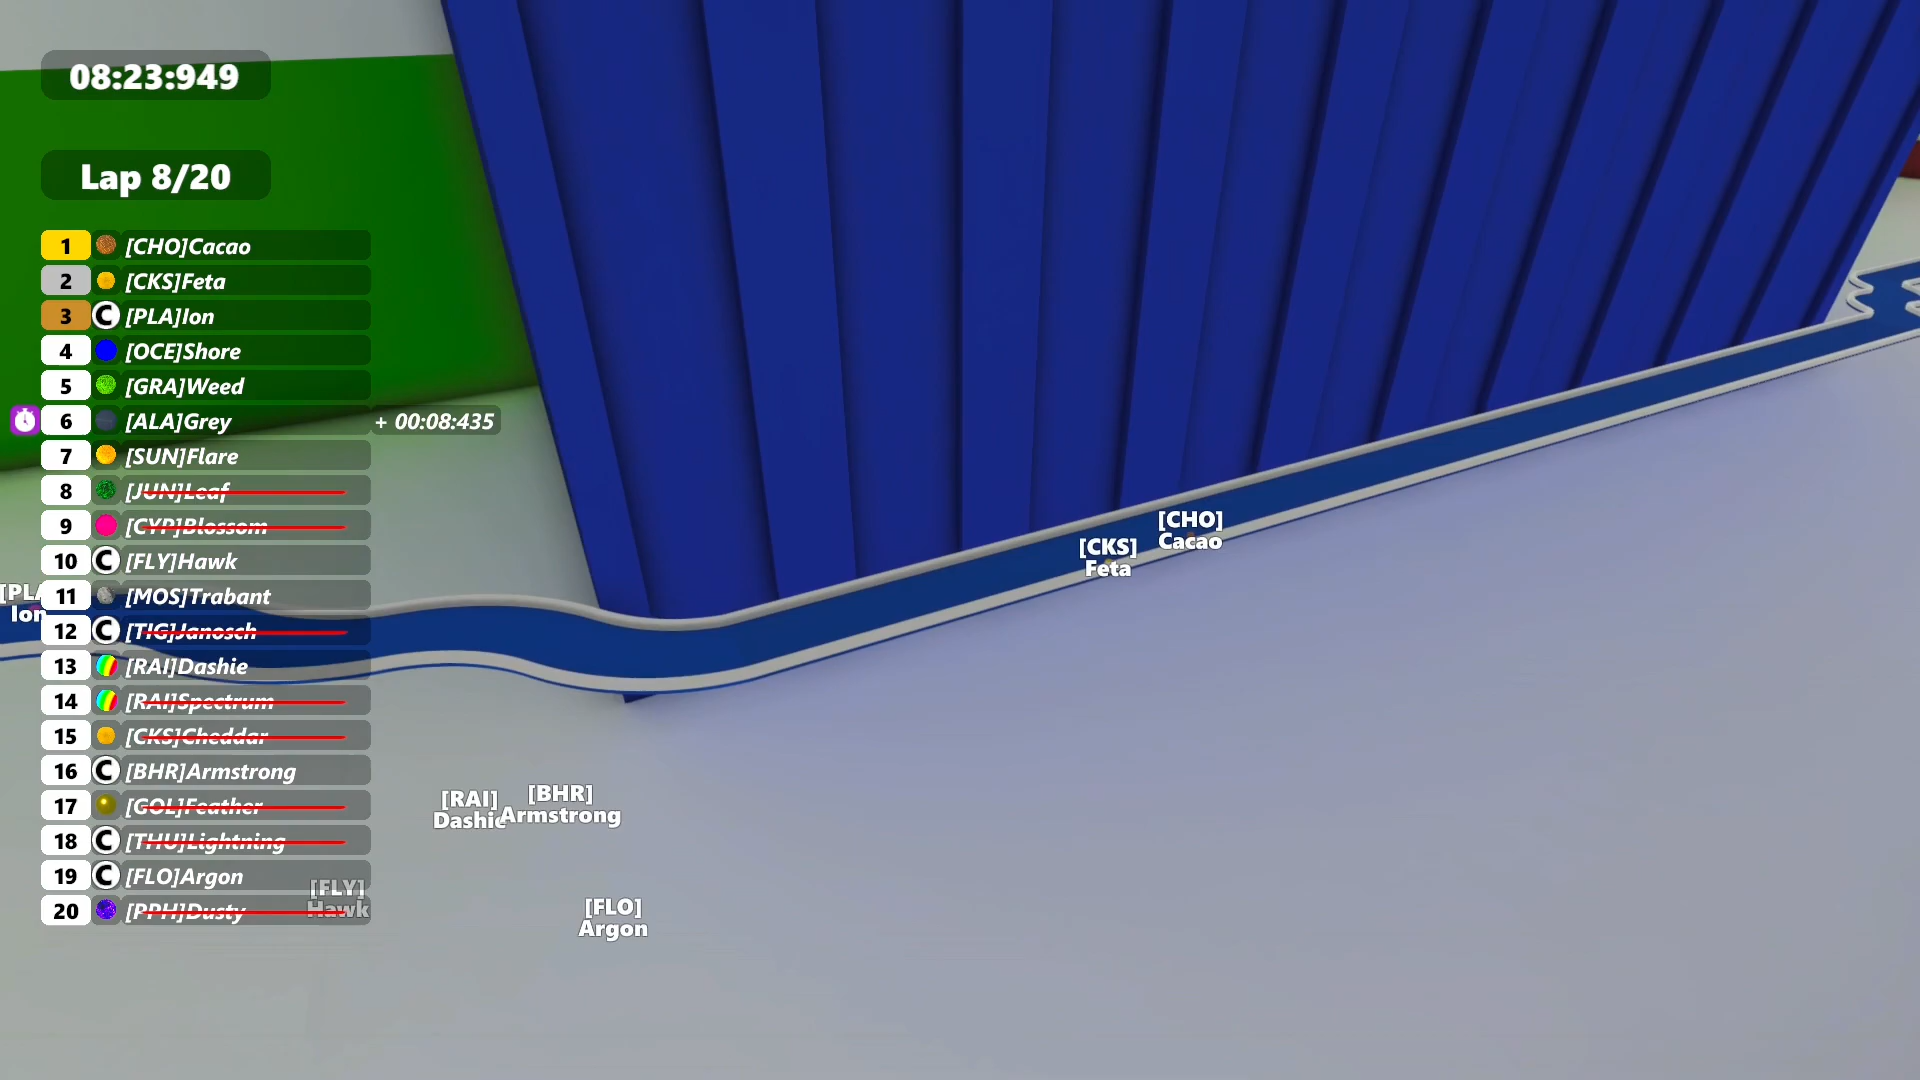 08:23:949
Lap 8/20
1 [CHO]Cacao
2 [CKS]Feta
3 C [PLA]Ion
4 [OCE]Shore
5 [GRA]Weed
6 [ALA]Grey + 00:08:435
7 [SUN]Flare
8 [JUN]Leaf
9 [CYP]Blossom
10 C [FLY]Hawk
11 [MOS]Trabant
12 C [TIG]Janosch
13 [RAI]Dashie
14 [RAI]Spectrum
15 [CKS]Cheddar
16 C [BHR]Armstrong
17 [GOL]Feather
18 C [THU]Lightning
19 C [FLO]Argon
20 [PPH]Dusty
[CHO]
Cacao
[CKS]
Feta
[PLA
Ion
[RAI]
Dashie
[BHR]
Armstrong
[FLY]
Hawk
[FLO]
Argon